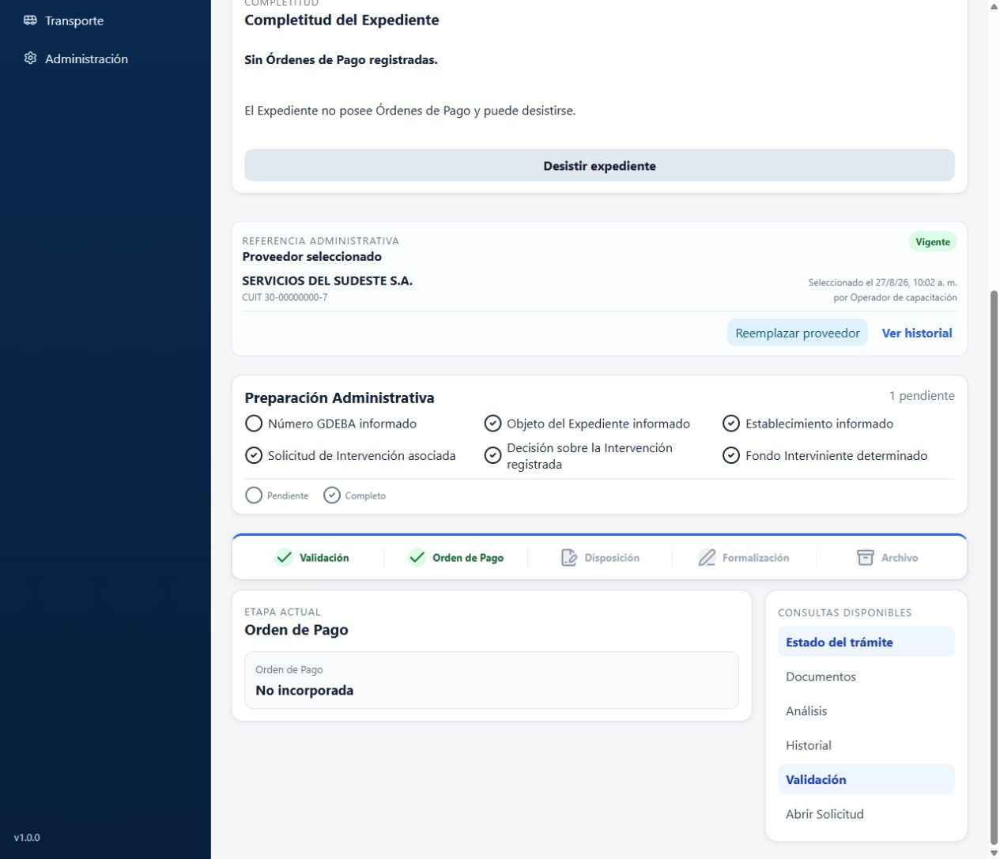 Transporte
Administración
COMPLETITUD
Completitud del Expediente
Sin Órdenes de Pago registradas.
El Expediente no posee Órdenes de Pago y puede desistirse.
Desistir expediente
REFERENCIA ADMINISTRATIVA
Vigente
Proveedor seleccionado
SERVICIOS DEL SUDESTE S.A.
CUIT 30-00000000-7
Seleccionado el 27/8/26, 10:02 a. m.
por Operador de capacitación
Reemplazar proveedor
Ver historial
Preparación Administrativa
1 pendiente
Número GDEBA informado
Objeto del Expediente informado
Establecimiento informado
Solicitud de Intervención asociada
Decisión sobre la Intervención
registrada
Fondo Interviniente determinado
Pendiente
Completo
Validación
Orden de Pago
Disposición
Formalización
Archivo
ETAPA ACTUAL
Orden de Pago
Orden de Pago
No incorporada
CONSULTAS DISPONIBLES
Estado del trámite
Documentos
Análisis
Historial
Validación
Abrir Solicitud
v1.0.0